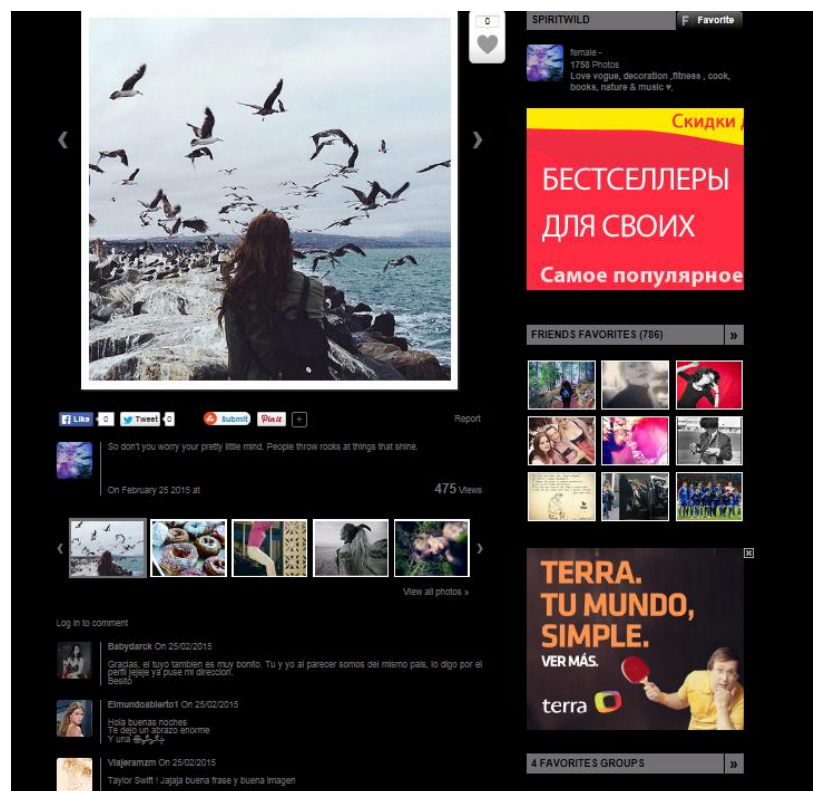 0
SPIRITWILD
F Favorite
female -
1758 Photos
Love vogue, decoration ,fitness , cook,
books, nature & music ♥,
Скидки
БЕСТСЕЛЛЕРЫ
ДЛЯ СВОИХ
Самое популярное
FRIENDS FAVORITES (786) »
Like 0
Tweet 0
Submit
Pin it
+
Report
So don't you worry your pretty little mind. People throw rocks at things that shine.
On February 25 2015 at
475 Views
View all photos »
TERRA.
TU MUNDO,
SIMPLE.
VER MÁS.
terra
Log in to comment
Babydarck On 25/02/2015
Gracias, el tuyo tambien es muy bonito. Tu y yo al parecer somos del mismo pais, lo digo por el
perfil jejeje ya puse mi direccion.
Besito
Elmundoabierto1 On 26/02/2015
Hola buenas noches
Te dejo un abrazo enorme
Y una
Viajeramzm On 26/02/2015
Taylor Swift ! Jajaja buena frase y buena imagen
4 FAVORITES GROUPS »